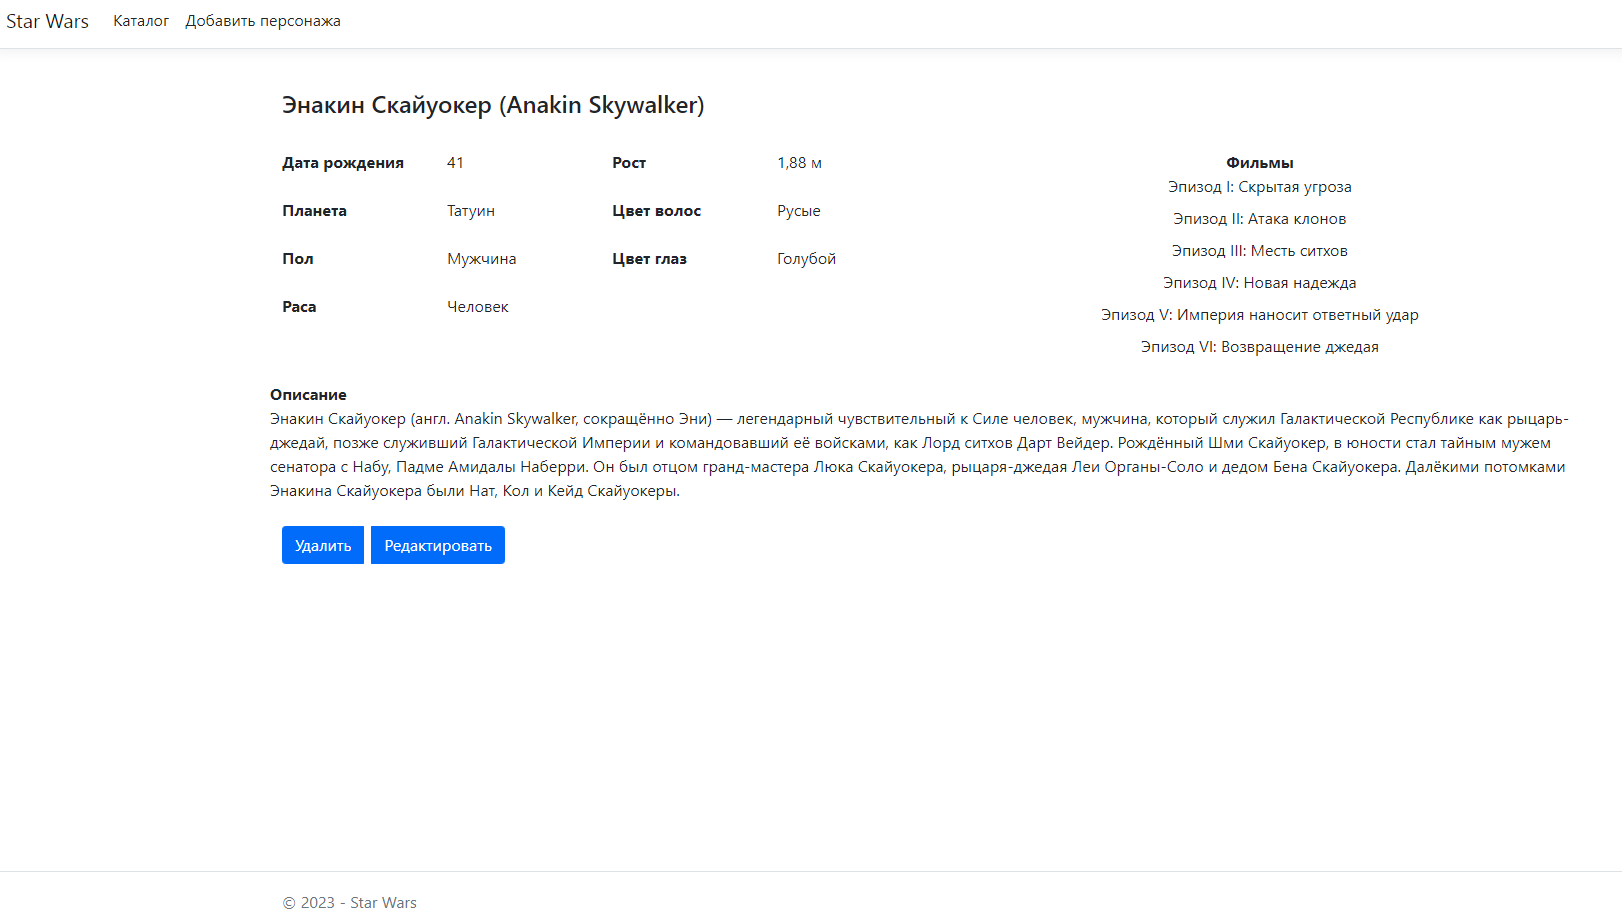 Star Wars Каталог Добавить персонажа
Энакин Скайуокер (Anakin Skywalker)
Дата рождения 41 Рост 1,88 м
Планета Татуин Цвет волос Русые
Пол Мужчина Цвет глаз Голубой
Раса Человек
Фильмы
Эпизод I: Скрытая угроза
Эпизод II: Атака клонов
Эпизод III: Месть ситхов
Эпизод IV: Новая надежда
Эпизод V: Империя наносит ответный удар
Эпизод VI: Возвращение джедая
Описание
Энакин Скайуокер (англ. Anakin Skywalker, сокращённо Эни) — легендарный чувствительный к Силе человек, мужчина, который служил Галактической Республике как рыцарь-
джедай, позже служивший Галактической Империи и командовавший её войсками, как Лорд ситхов Дарт Вейдер. Рождённый Шми Скайуокер, в юности стал тайным мужем
сенатора с Набу, Падме Амидалы Наберри. Он был отцом гранд-мастера Люка Скайуокера, рыцаря-джедая Леи Органы-Соло и дедом Бена Скайуокера. Далёкими потомками
Энакина Скайуокера были Нат, Кол и Кейд Скайуокеры.
Удалить Редактировать
© 2023 - Star Wars